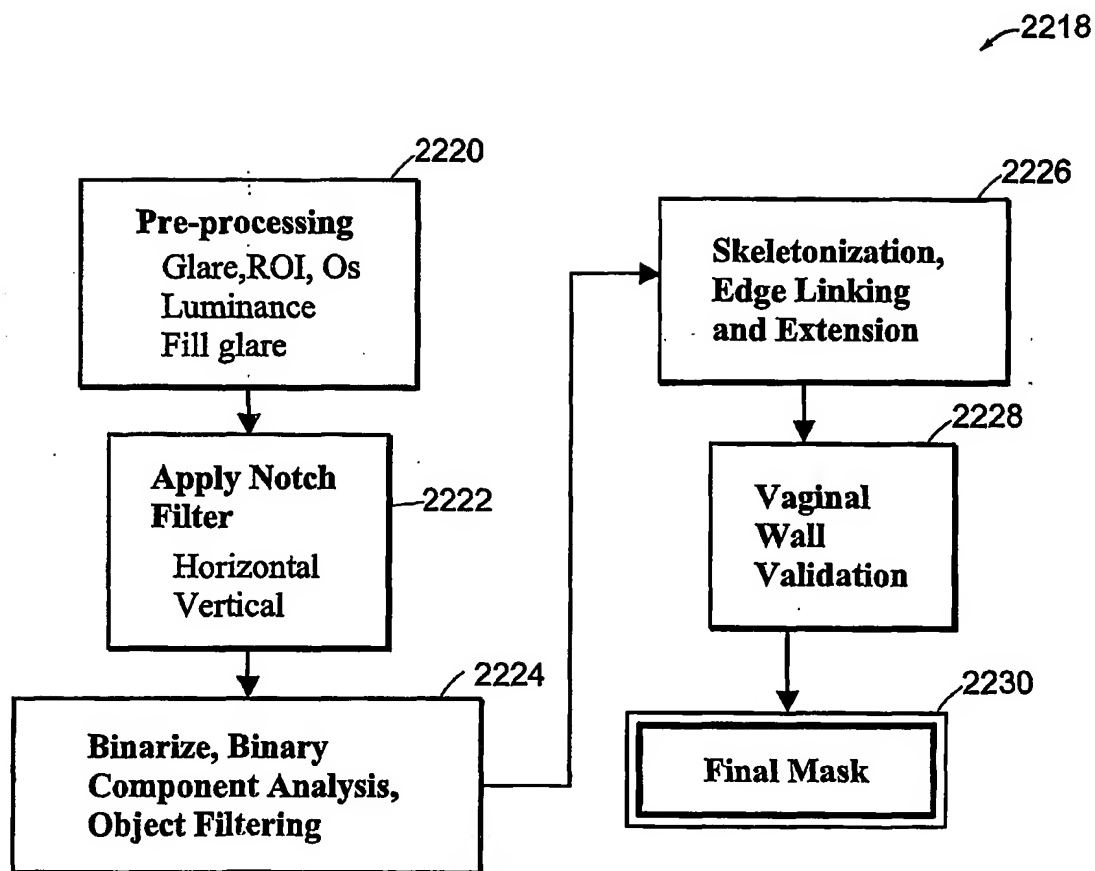 2218
2220
Pre-processing
Glare,ROI, Os
Luminance
Fill glare
Apply Notch
Filter
2222
Horizontal
Vertical
2224
Binarize, Binary
Component Analysis,
Object Filtering
2226
Skeletonization,
Edge Linking
and Extension
2228
Vaginal
Wall
Validation
2230
Final Mask